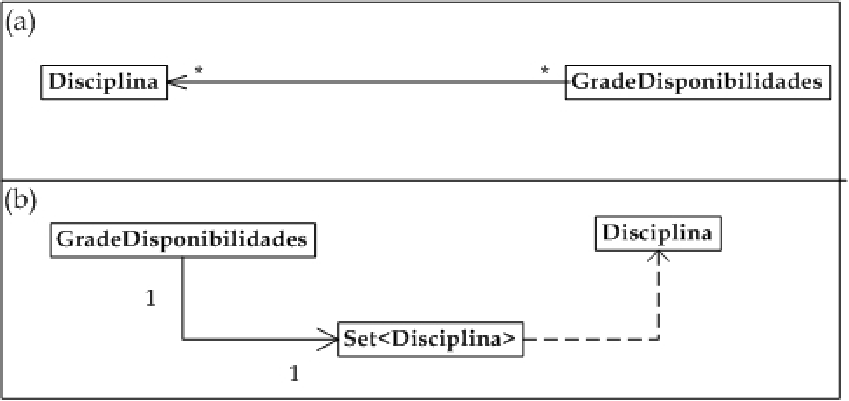 (a)
Disciplina
*
*
GradeDisponibilidades
(b)
GradeDisponibilidades
Disciplina
1
Set<Disciplina>
1